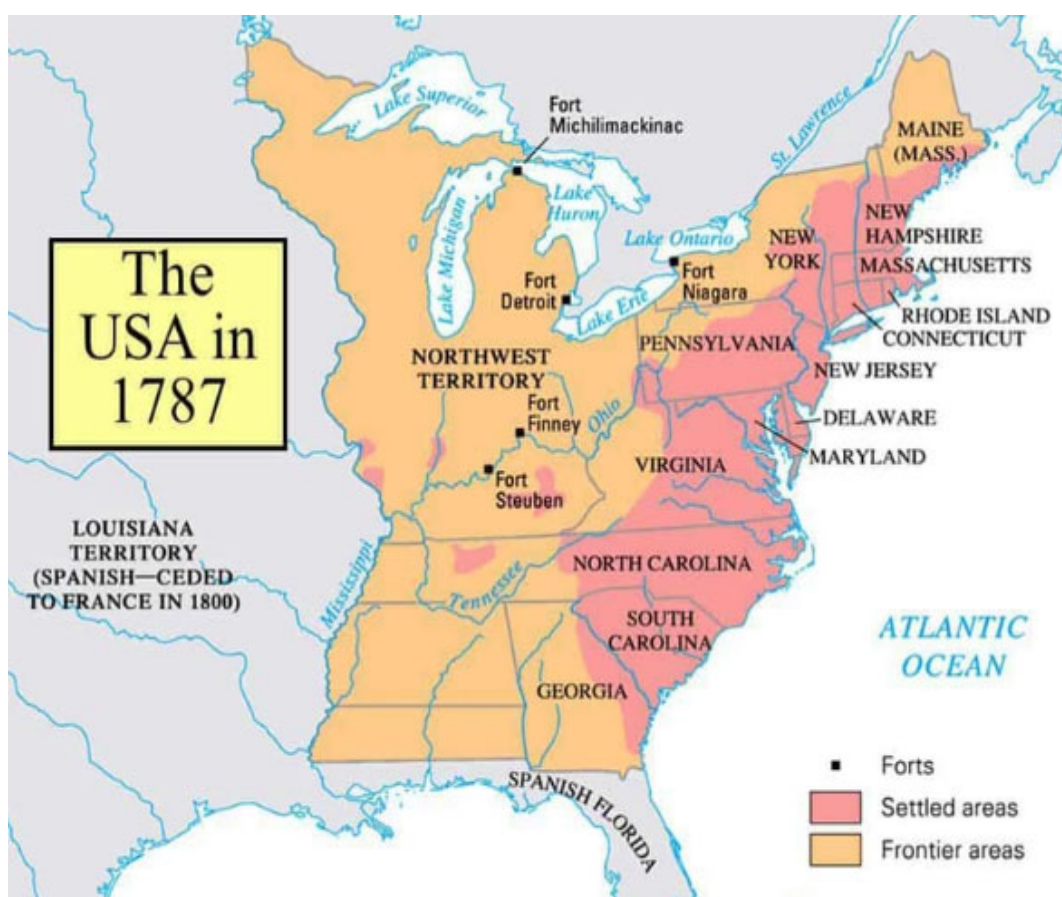 The
USA in
1787
Lake Superior
Fort
Michilimackinac
St. Lawrence
MAINE
(MASS.)
Lake Michigan
Lake
Huron
Lake Ontario
NEW
YORK
NEW
HAMPSHIRE
MASSACHUSETTS
Fort
Detroit
Lake Erie
Fort
Niagara
RHODE ISLAND
CONNECTICUT
PENNSYLVANIA
NORTHWEST
TERRITORY
NEW JERSEY
Fort
Finney
Ohio
DELAWARE
MARYLAND
VIRGINIA
Fort
Steuben
LOUISIANA
TERRITORY
(SPANISH—CEDED
TO FRANCE IN 1800)
Mississippi
Tennessee
NORTH CAROLINA
SOUTH
CAROLINA
ATLANTIC
OCEAN
GEORGIA
SPANISH FLORIDA
Forts
Settled areas
Frontier areas